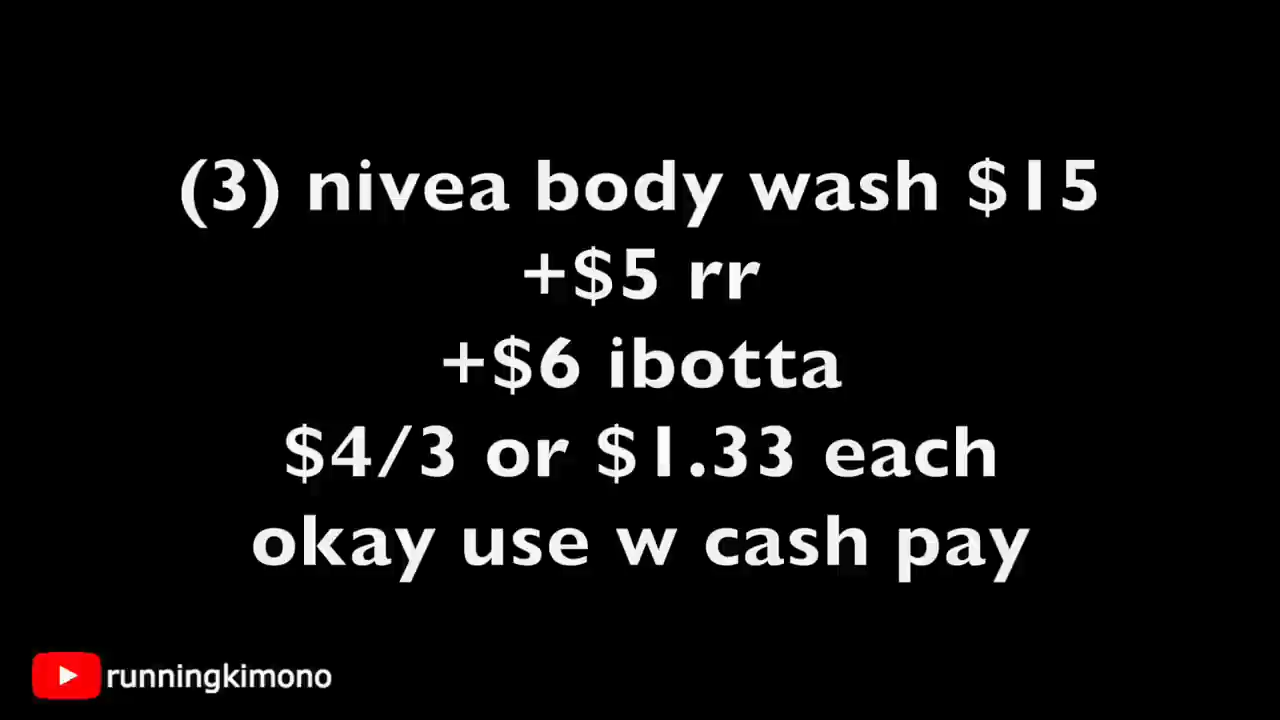 (3) nivea body wash $15
+$5 rr
+$6 ibotta
$4/3 or $1.33 each
okay use w cash pay
runningkimono